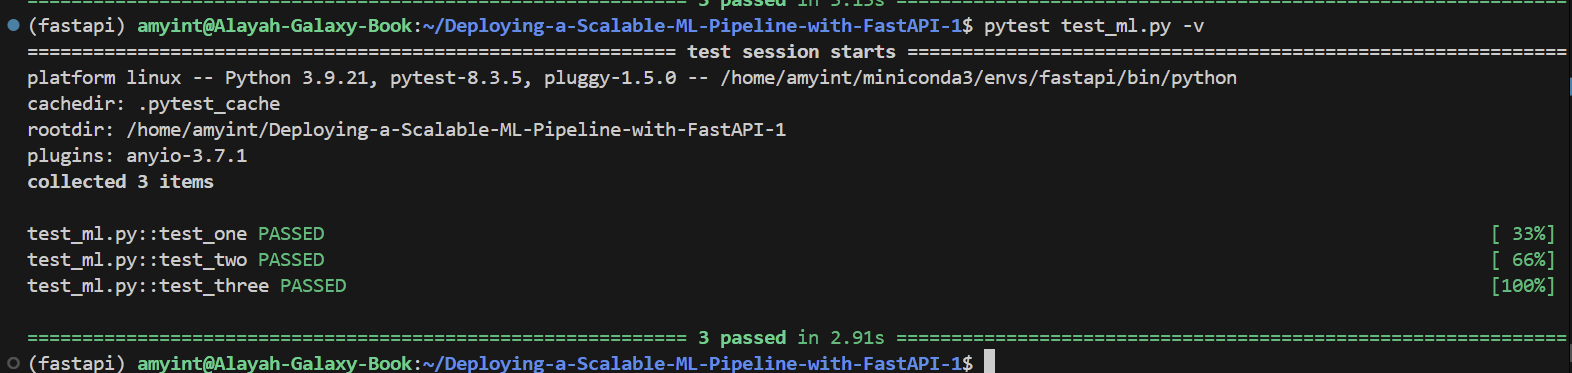 3 passed in 3.15s
(fastapi) amyint@Alayah-Galaxy-Book:~/Deploying-a-Scalable-ML-Pipeline-with-FastAPI-1$ pytest test_ml.py -v
============================================================ test session starts =============================================================
platform linux -- Python 3.9.21, pytest-8.3.5, pluggy-1.5.0 -- /home/amyint/miniconda3/envs/fastapi/bin/python
cachedir: .pytest_cache
rootdir: /home/amyint/Deploying-a-Scalable-ML-Pipeline-with-FastAPI-1
plugins: anyio-3.7.1
collected 3 items
test_ml.py::test_one PASSED [ 33%]
test_ml.py::test_two PASSED [ 66%]
test_ml.py::test_three PASSED [100%]
============================================================= 3 passed in 2.91s ==============================================================
(fastapi) amyint@Alayah-Galaxy-Book:~/Deploying-a-Scalable-ML-Pipeline-with-FastAPI-1$